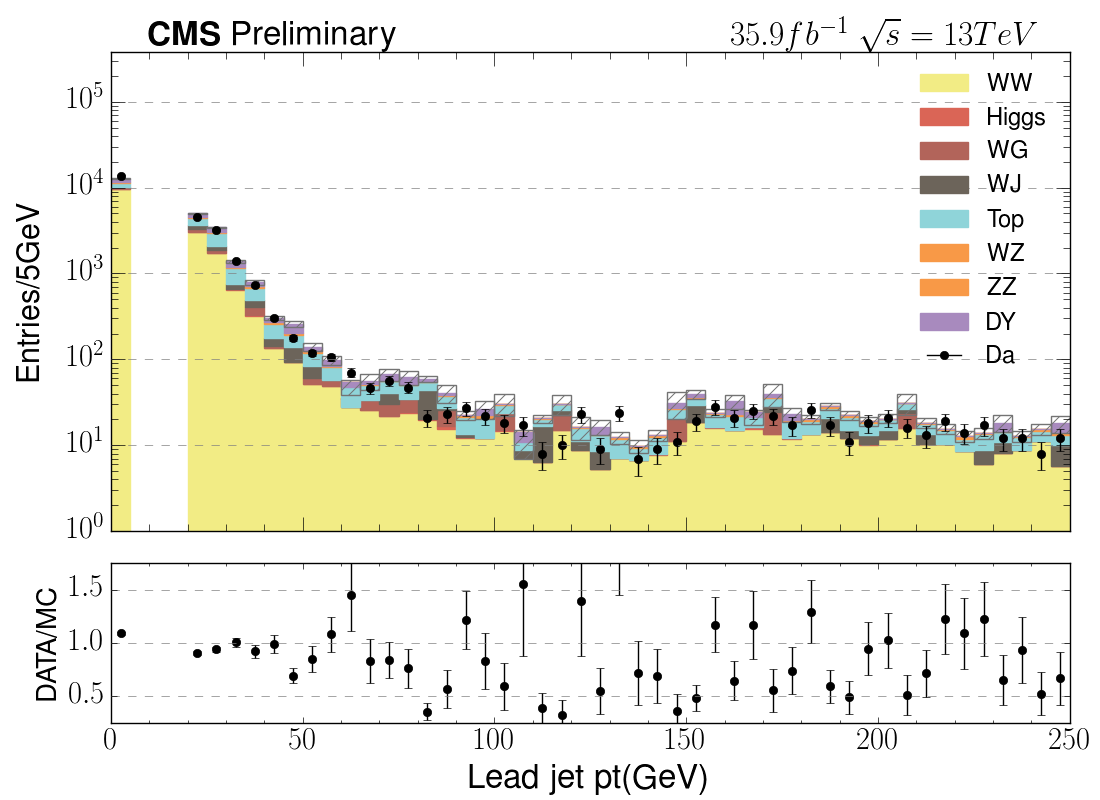 CMS Preliminary 35.9fb⁻¹ √s = 13TeV
Entries/5GeV
10⁵
10⁴
10³
10²
10¹
10⁰
WW
Higgs
WG
WJ
Top
WZ
ZZ
DY
Da
DATA/MC
1.5
1.0
0.5
0 50 100 150 200 250
Lead jet pt(GeV)